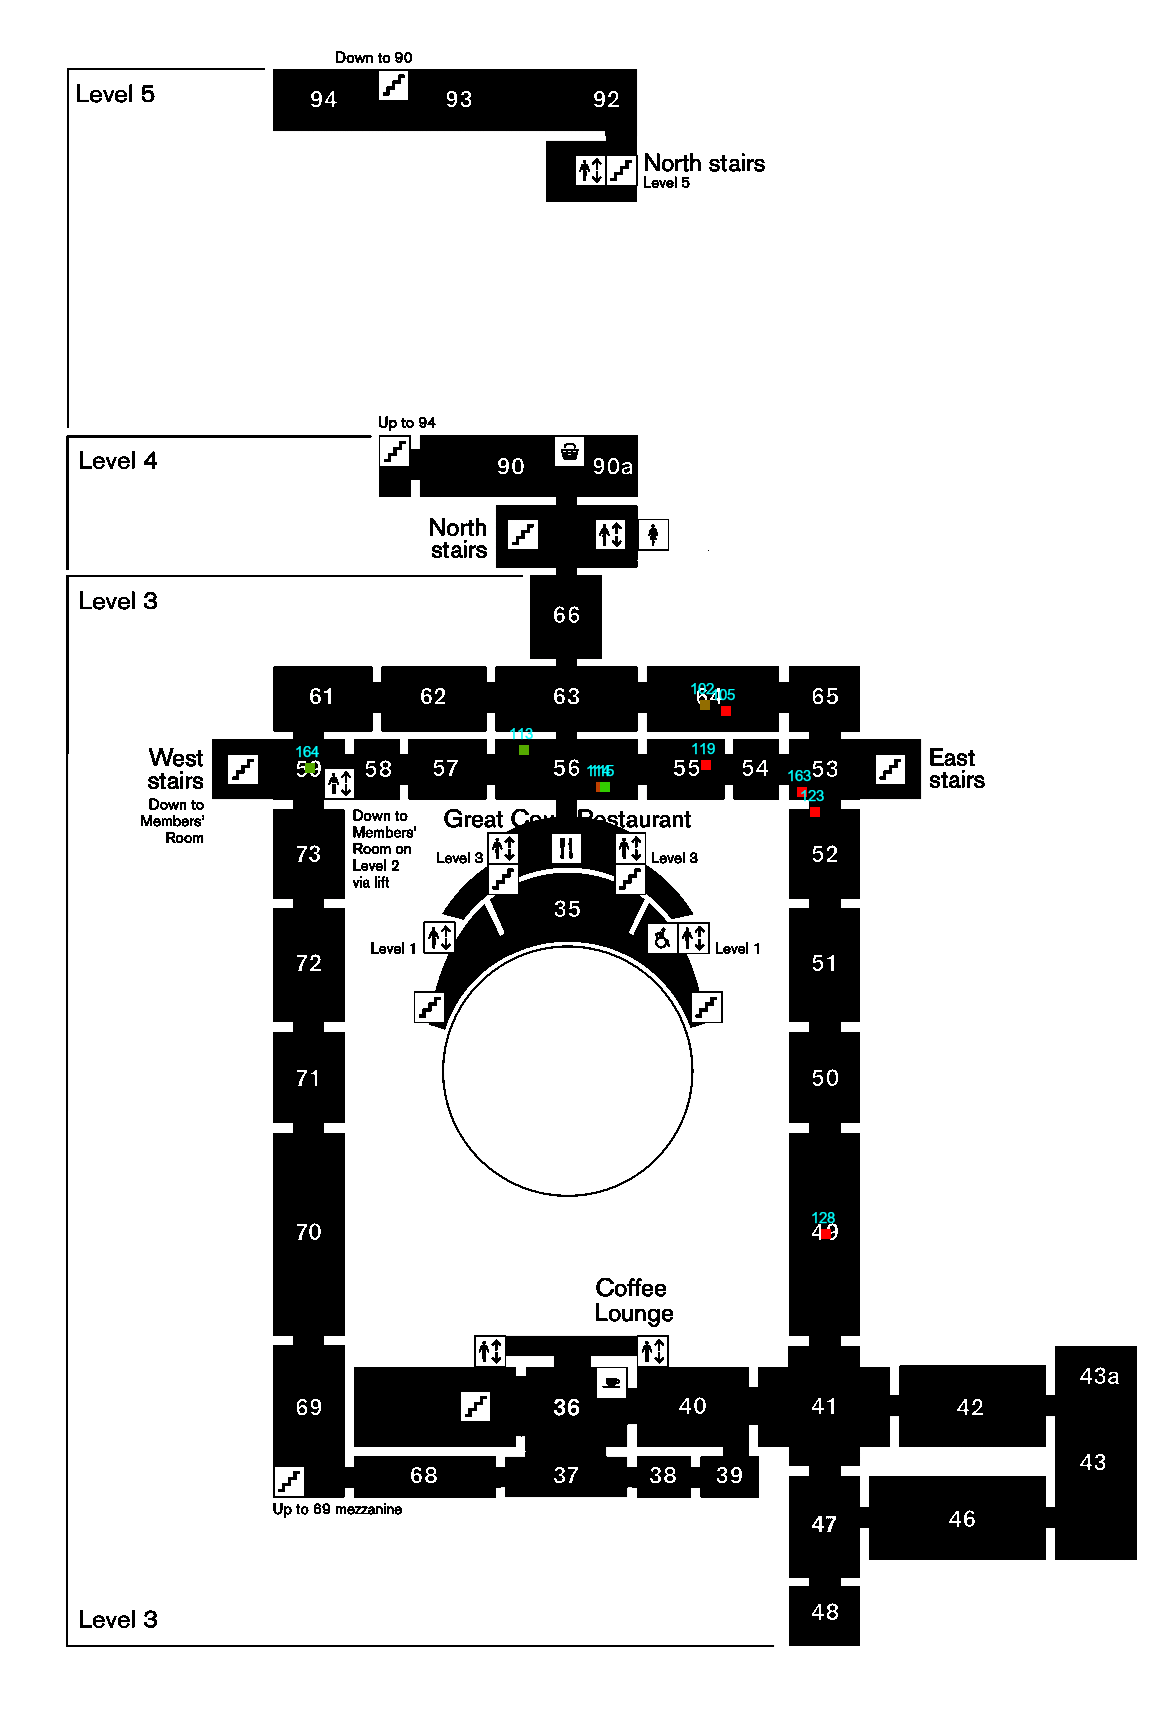 Down to 90
Level 5
94
93
92
North stairs
Level 5
Up to 94
Level 4
90
90a
North
stairs
Level 3
66
61
62
63
64
65
102
105
113
West
stairs
Down to
Members'
Room
164
59
58
57
56
55
119
54
53
163
123
East
stairs
114
115
Great Court Restaurant
Down to
Members'
Room on
Level 2
via lift
Level 3
Level 3
73
52
35
Level 1
Level 1
72
51
71
50
70
128
49
Coffee
Lounge
69
36
40
41
42
43a
43
68
37
38
39
Up to 69 mezzanine
47
46
48
Level 3